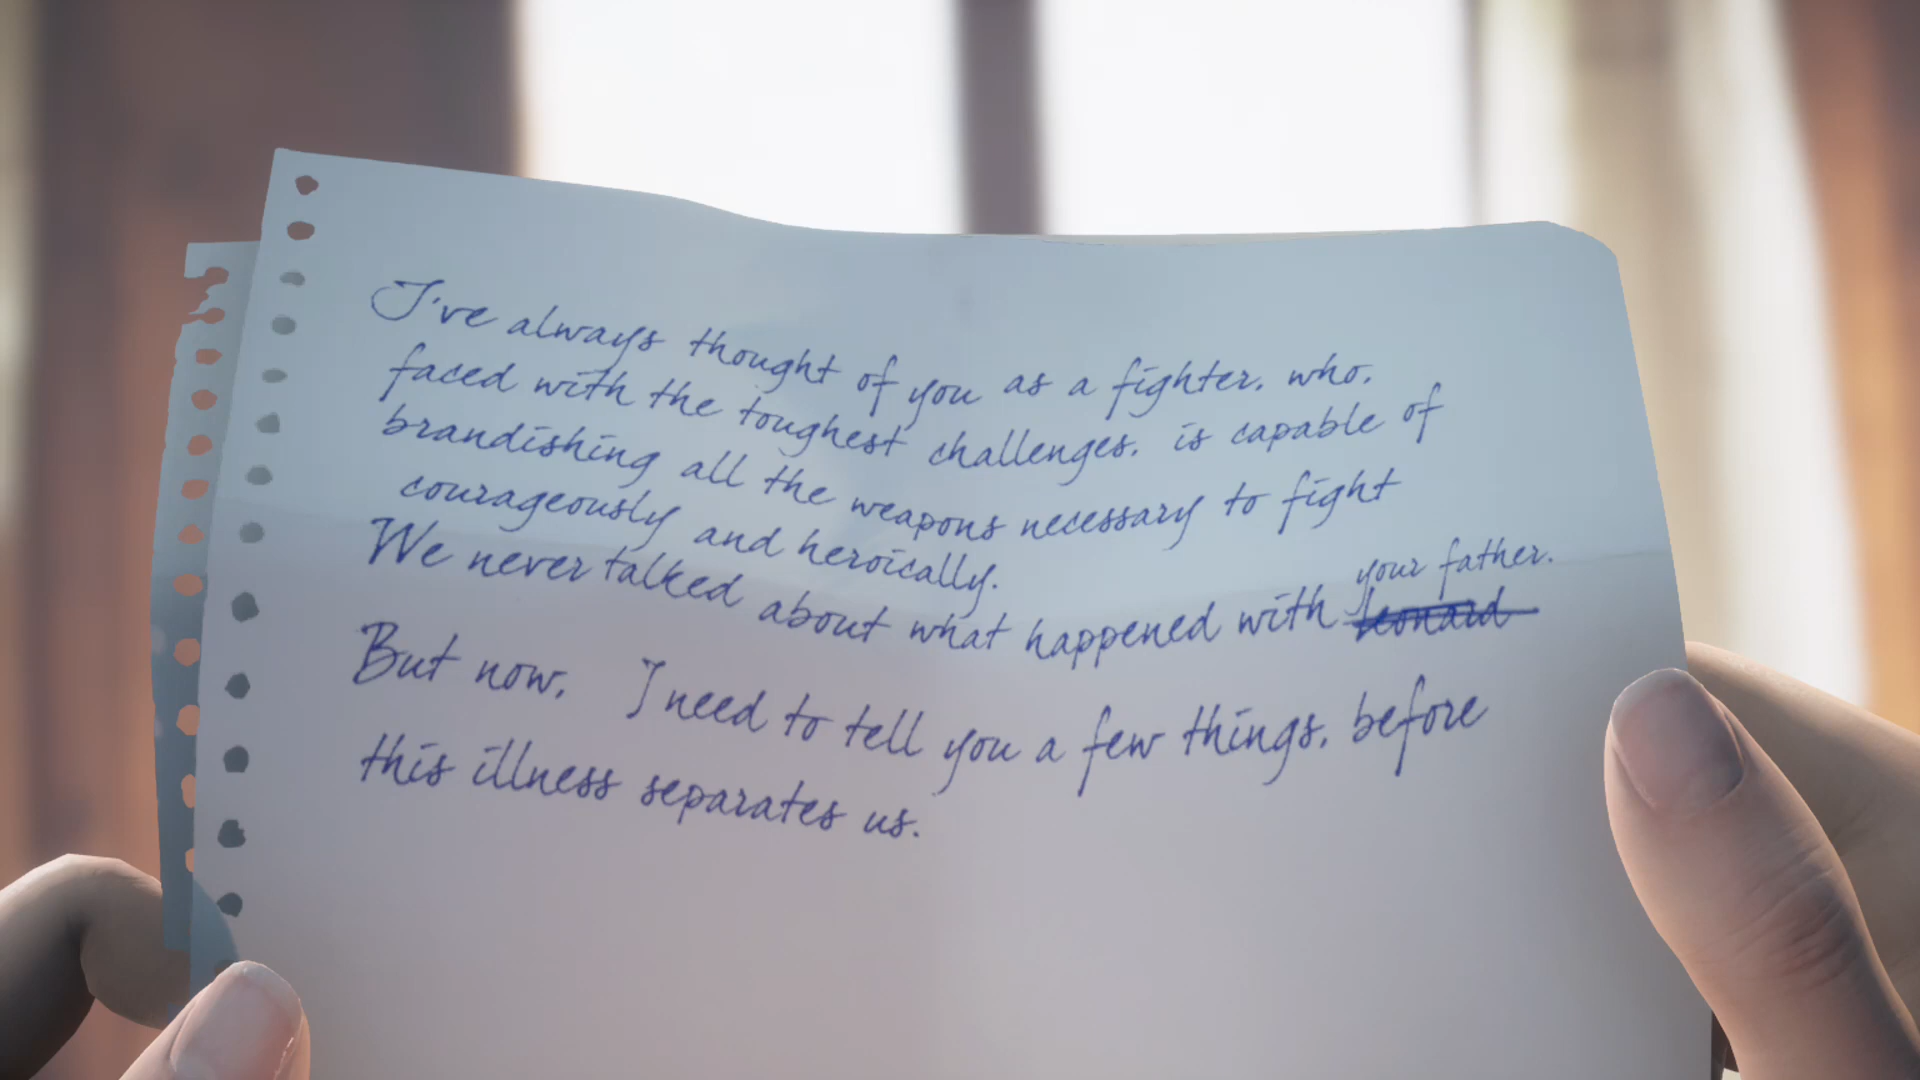 I've always thought of you as a fighter, who,
faced with the toughest challenges, is capable of
brandishing all the weapons necessary to fight
courageously and heroically.
We never talked about what happened with Leonard your father.
But now, I need to tell you a few things, before
this illness separates us.